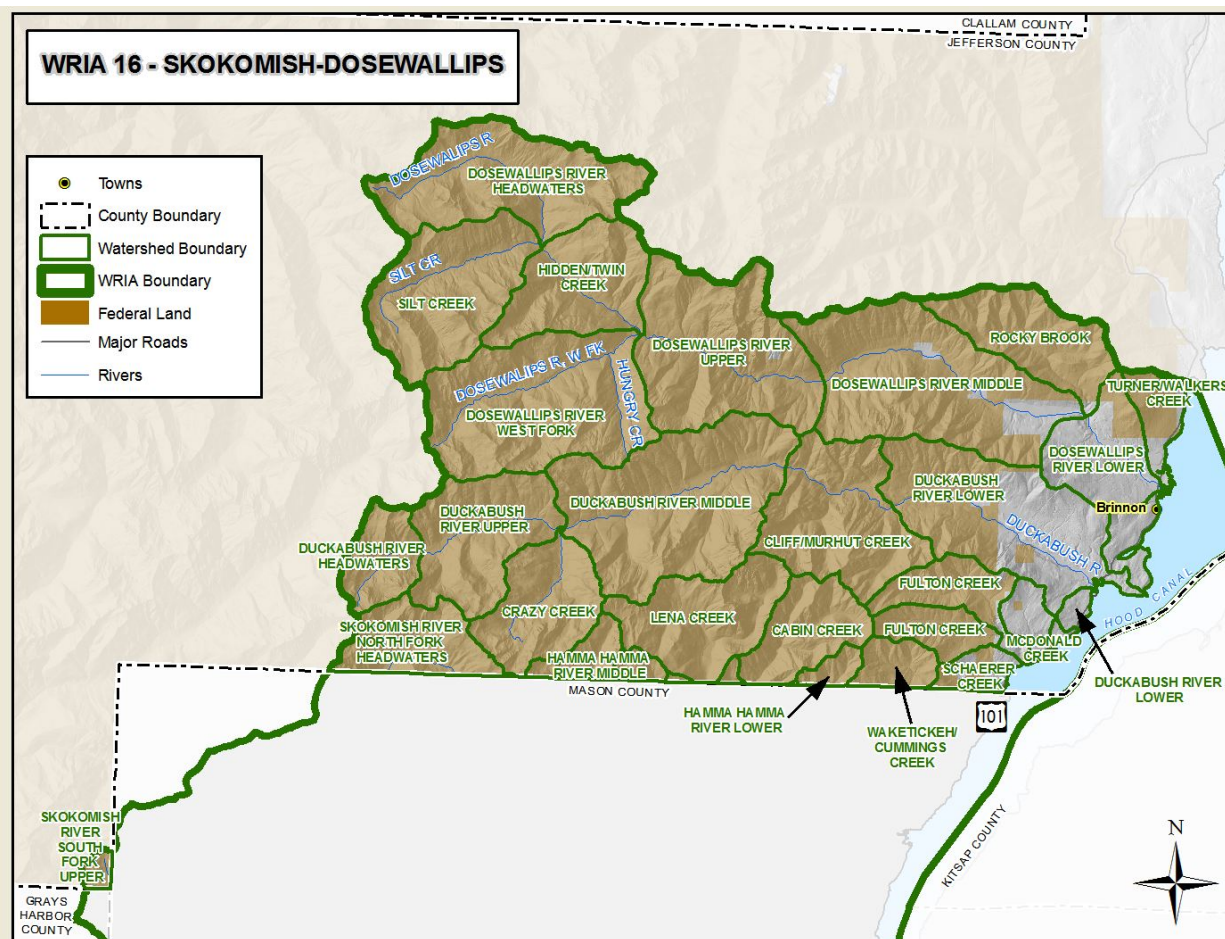 CLALLAM COUNTY
JEFFERSON COUNTY
WRIA 16 - SKOKOMISH-DOSEWALLIPS
Towns
County Boundary
Watershed Boundary
WRIA Boundary
Federal Land
Major Roads
Rivers
DOSEWALIPS R
DOSEWALLIPS RIVER
HEADWATERS
SILT CR
SILT CREEK
HIDDEN/TWIN
CREEK
DOSEWALLIPS R, W FK
HUNGRY CR
DOSEWALLIPS RIVER
WEST FORK
DOSEWALLIPS RIVER
UPPER
ROCKY BROOK
DOSEWALLIPS RIVER MIDDLE
TURNER/WALKERS
CREEK
DOSEWALLIPS
RIVER LOWER
Brinnon
DUCKABUSH
RIVER LOWER
DUCKABUSH R
DUCKABUSH RIVER MIDDLE
DUCKABUSH
RIVER UPPER
DUCKABUSH RIVER
HEADWATERS
CLIFF/MURHUT CREEK
FULTON CREEK
HOOD CANAL
CRAZY CREEK
LENA CREEK
CABIN CREEK
FULTON CREEK
SKOKOMISH RIVER
NORTH FORK
HEADWATERS
HAMMA HAMMA
RIVER MIDDLE
MCDONALD
CREEK
SCHAERER
CREEK
DUCKABUSH RIVER
LOWER
MASON COUNTY
HAMMA HAMMA
RIVER LOWER
WAKETICKEH/
CUMMINGS
CREEK
101
KITSAP COUNTY
SKOKOMISH
RIVER
SOUTH
FORK
UPPER
GRAYS
HARBOR
COUNTY
N